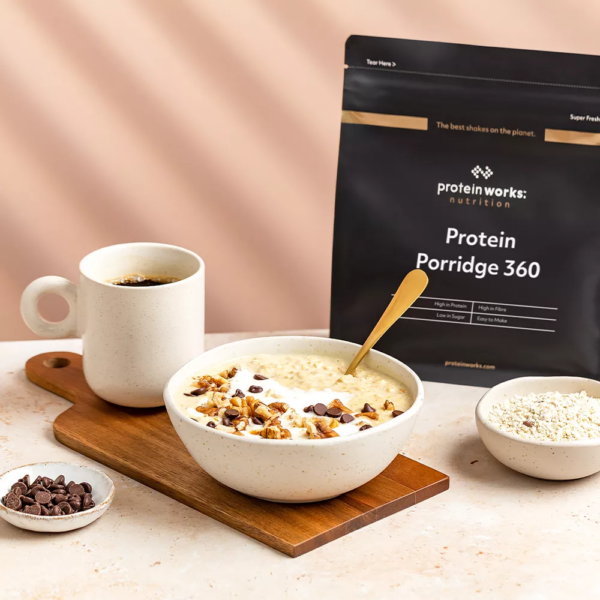 Tear Here >
Super Fresh
The best shakes on the planet.
protein works:
nutrition
Protein
Porridge 360
High in Protein
High in Fibre
Low in Sugar
Easy to Make
proteinworks.com